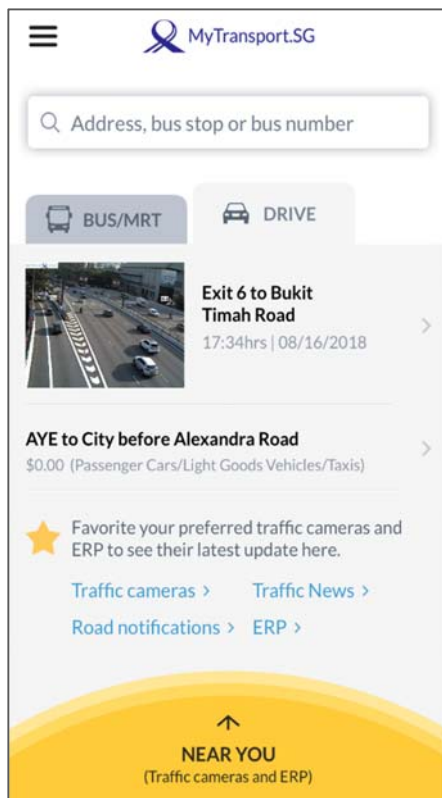 MyTransport.SG
Address, bus stop or bus number
BUS/MRT
DRIVE
Exit 6 to Bukit
Timah Road
17:34hrs | 08/16/2018
AYE to City before Alexandra Road
$0.00 (Passenger Cars/Light Goods Vehicles/Taxis)
Favorite your preferred traffic cameras and
ERP to see their latest update here.
Traffic cameras >
Traffic News >
Road notifications >
ERP >
NEAR YOU
(Traffic cameras and ERP)